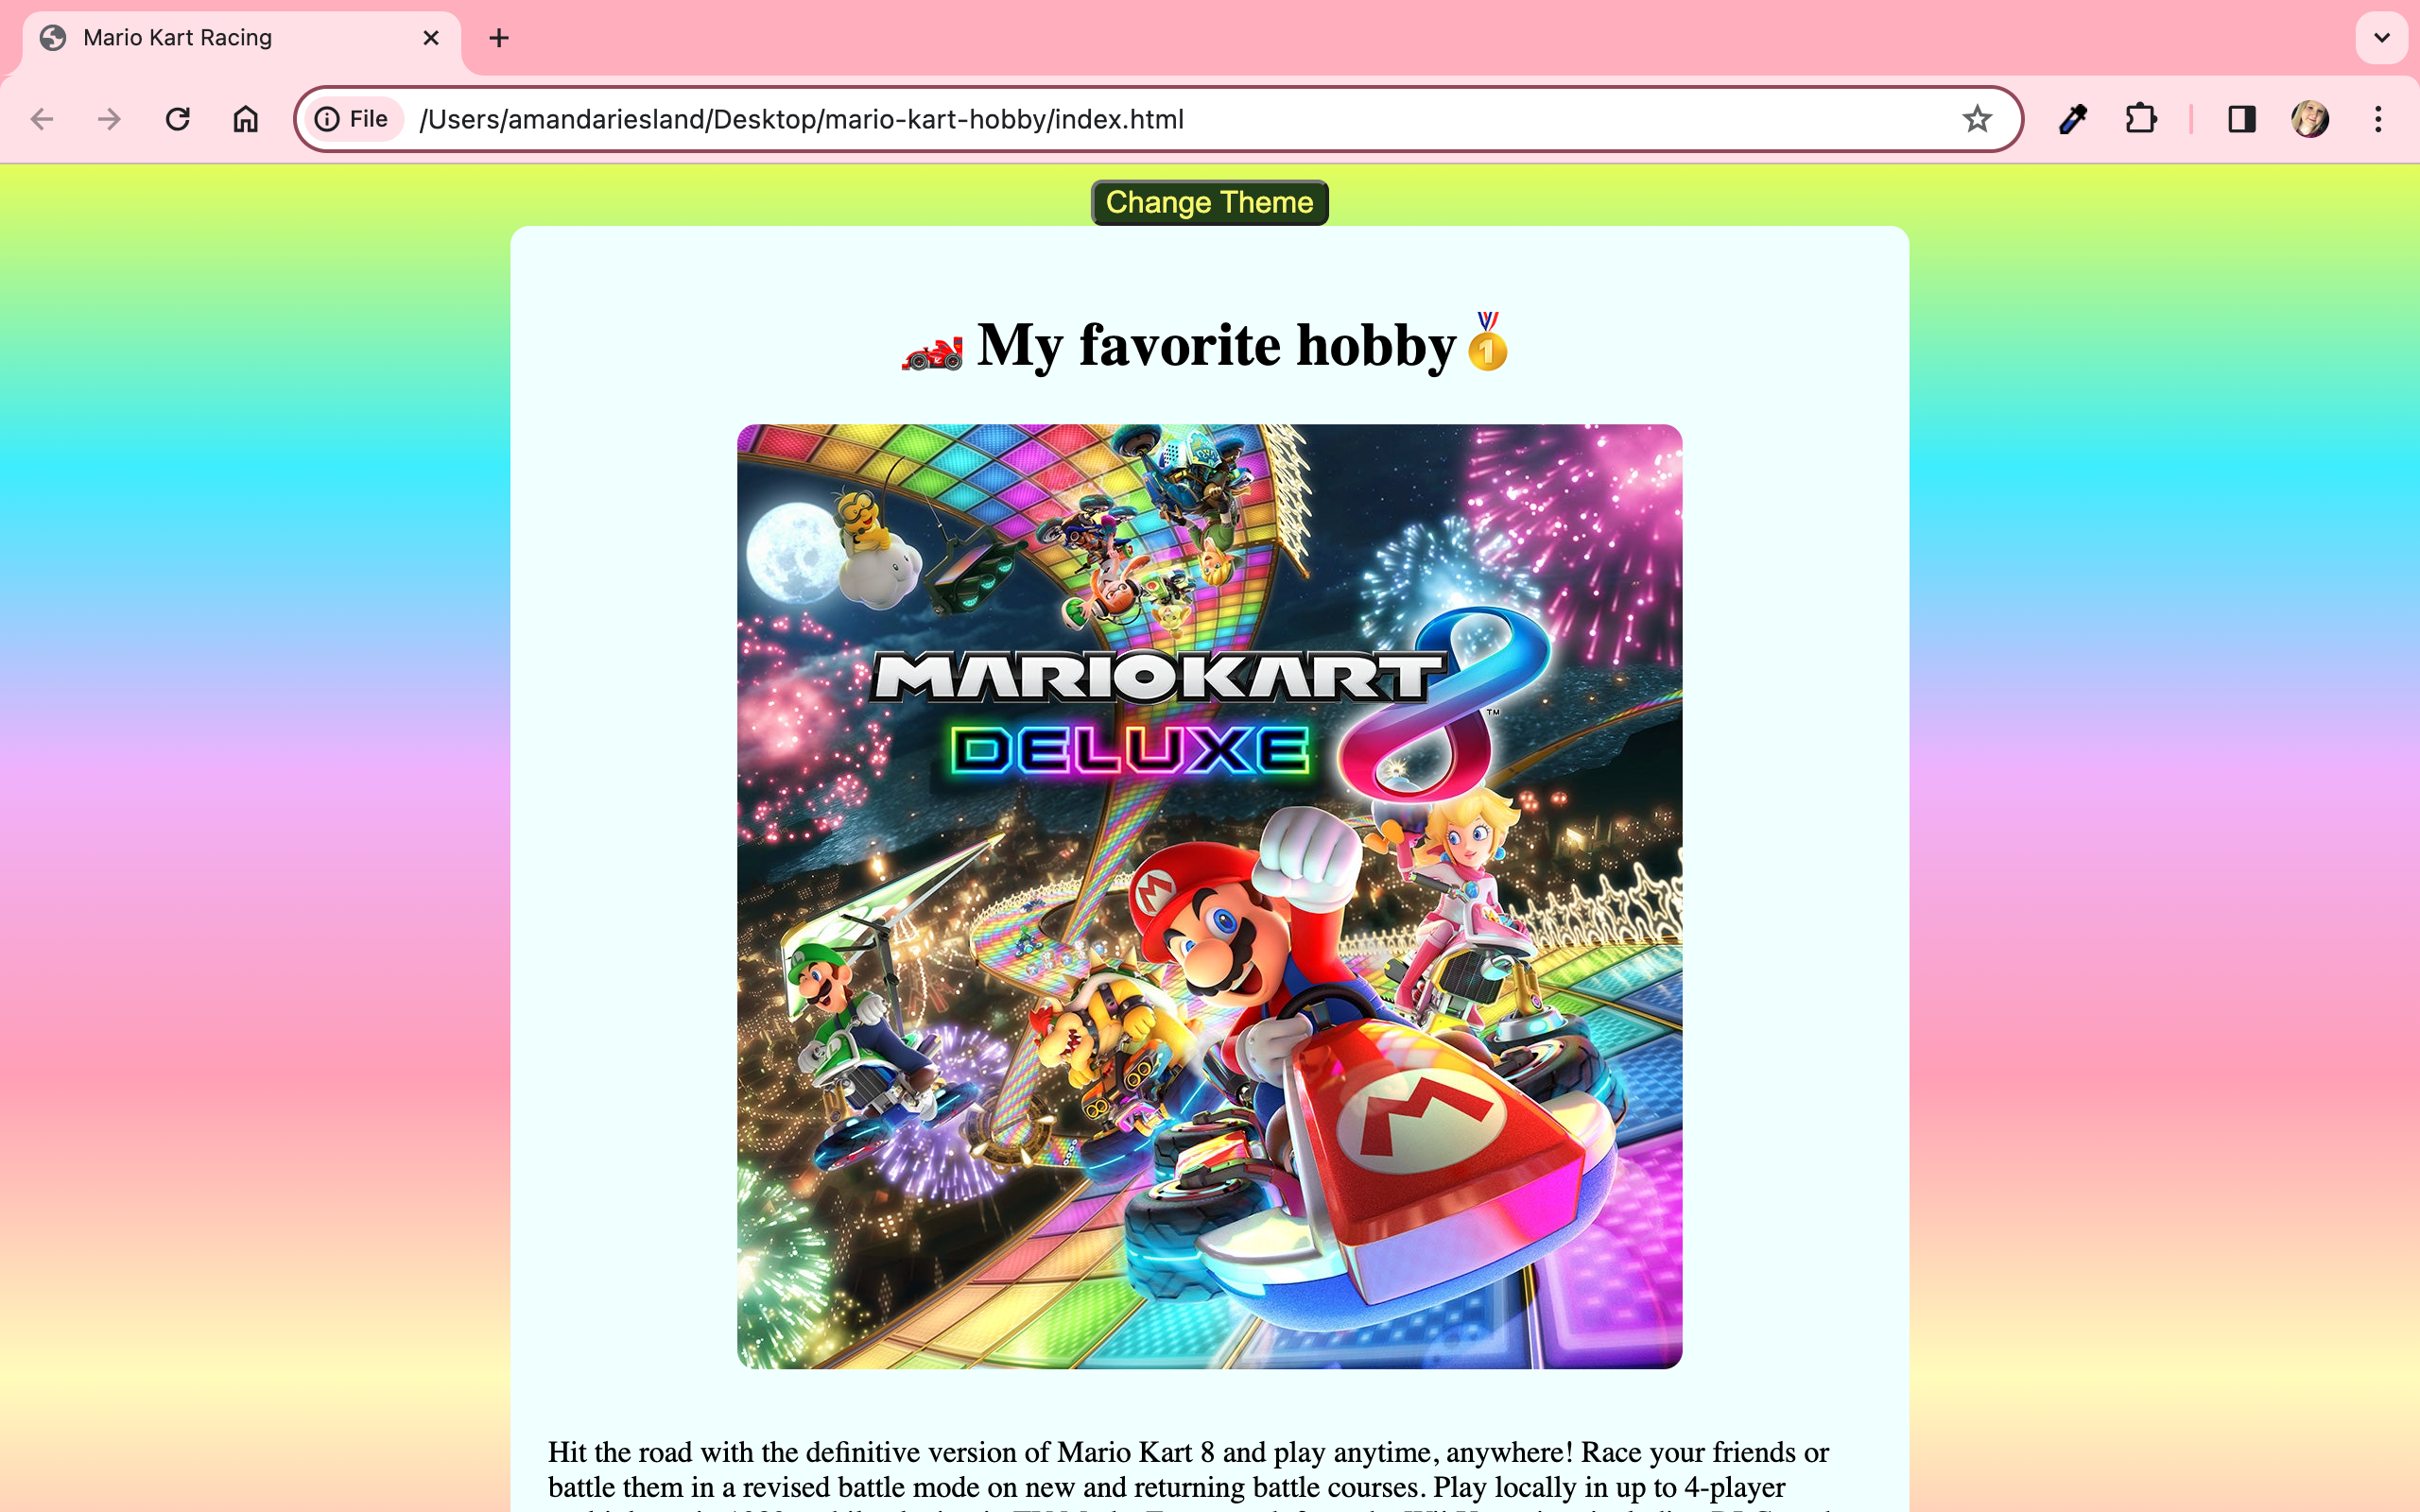 Mario Kart Racing
File
/Users/amandariesland/Desktop/mario-kart-hobby/index.html
Change Theme
🏎️ My favorite hobby🥇
MARIOKART 8
™
DELUXE
M
M
Hit the road with the definitive version of Mario Kart 8 and play anytime, anywhere! Race your friends or
battle them in a revised battle mode on new and returning battle courses. Play locally in up to 4-player